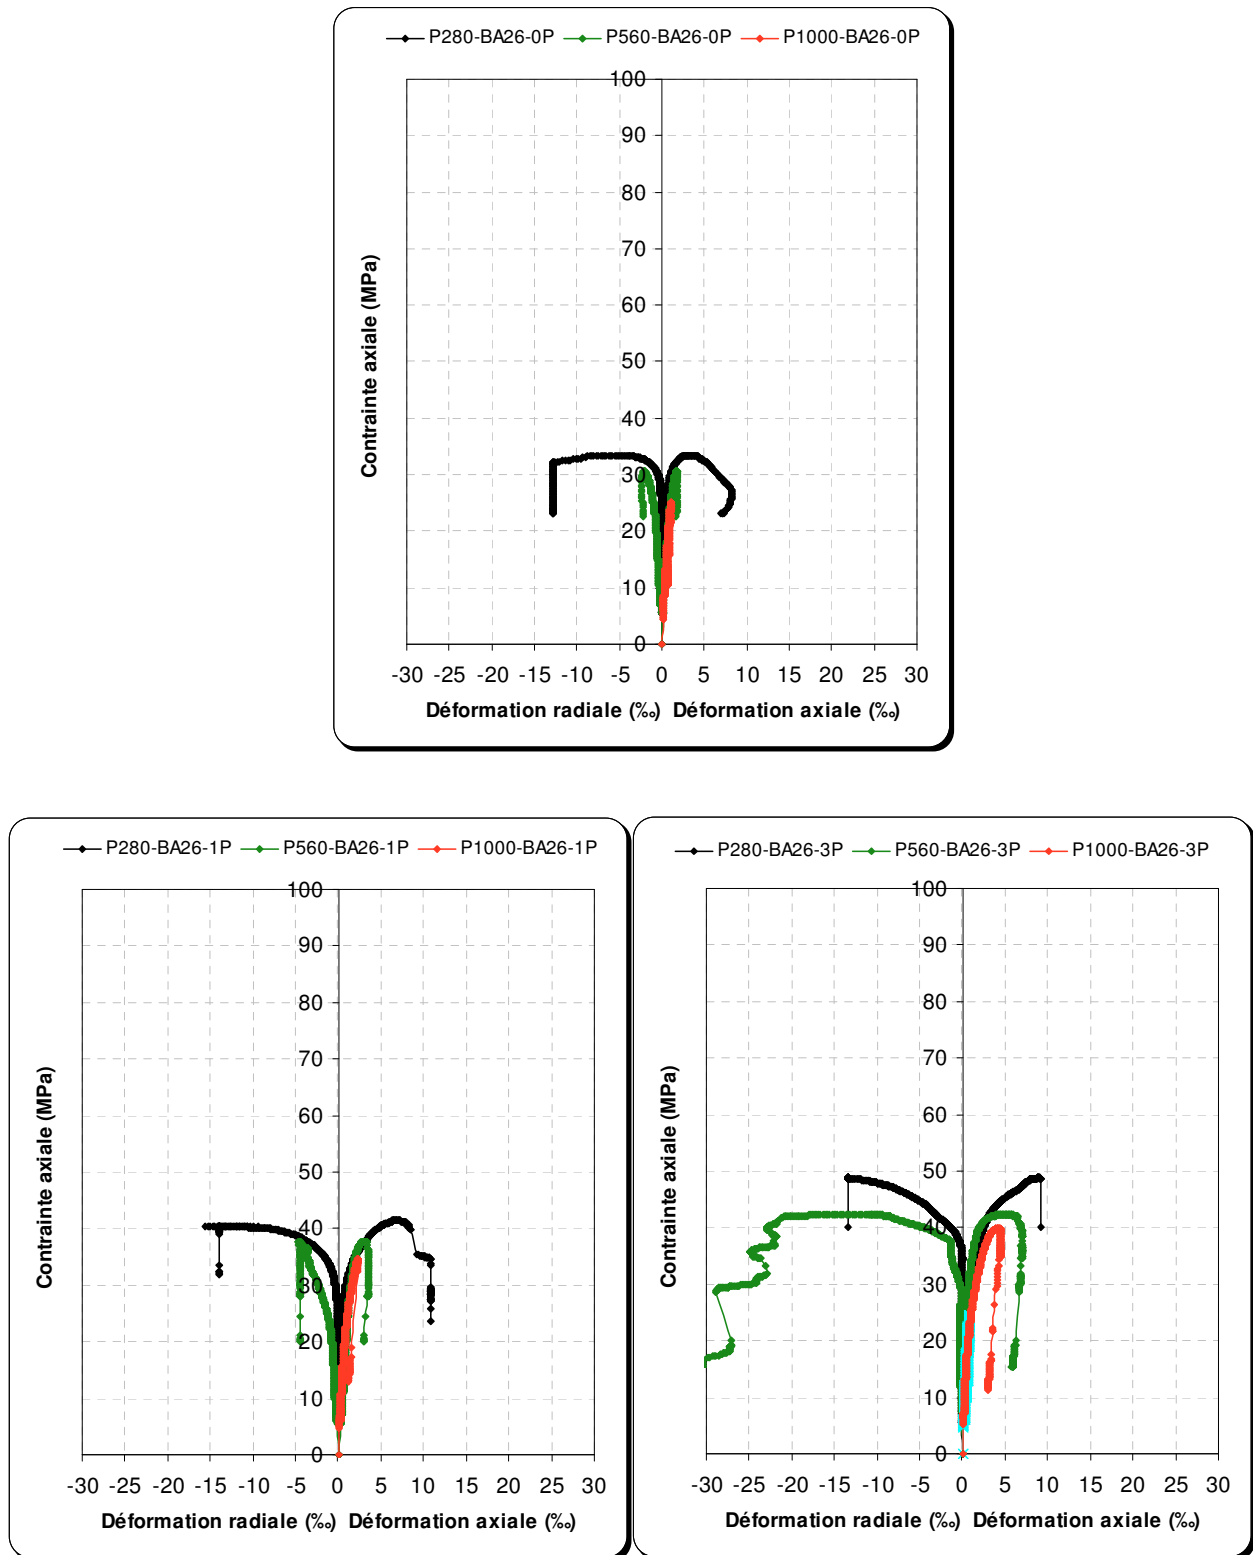 P280-BA26-0P P560-BA26-0P P1000-BA26-0P
100
90
80
70
60
50
40
30
20
10
0
Contrainte axiale (MPa)
-30 -25 -20 -15 -10 -5 0 5 10 15 20 25 30
Déformation radiale (‰) Déformation axiale (‰)
P280-BA26-1P P560-BA26-1P P1000-BA26-1P
100
90
80
70
60
50
40
30
20
10
0
Contrainte axiale (MPa)
-30 -25 -20 -15 -10 -5 0 5 10 15 20 25 30
Déformation radiale (‰) Déformation axiale (‰)
P280-BA26-3P P560-BA26-3P P1000-BA26-3P
100
90
80
70
60
50
40
30
20
10
0
Contrainte axiale (MPa)
-30 -25 -20 -15 -10 -5 0 5 10 15 20 25 30
Déformation radiale (‰) Déformation axiale (‰)